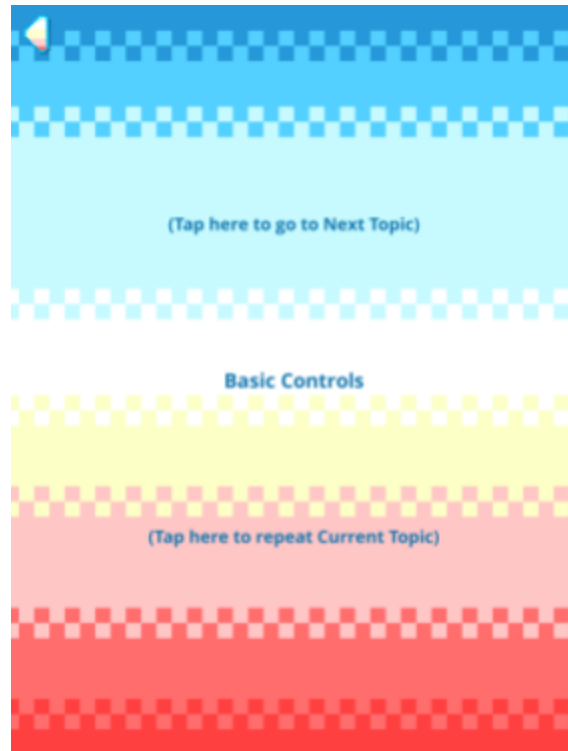 (Tap here to go to Next Topic)
Basic Controls
(Tap here to repeat Current Topic)